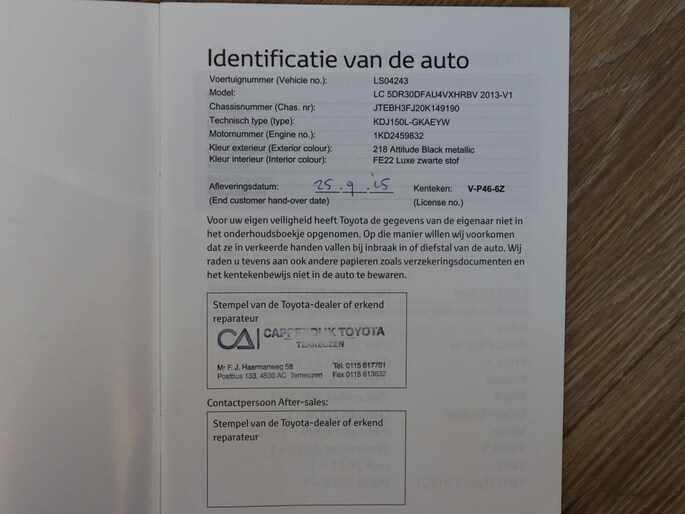 Identificatie van de auto
Voertuignummer (Vehicle no.): LS04243
Model: LC 5DR30DFAU4VXHRBV 2013-V1
Chassisnummer (Chas. nr): JTEBH3FJ20K149190
Technisch type (type): KDJ150L-GKAEYW
Motornummer (Engine no.): 1KD2459832
Kleur exterieur (Exterior colour): 218 Attitude Black metallic
Kleur interieur (Interior colour): FE22 Luxe zwarte stof
Afleveringsdatum: 25 . 9 . '15 Kenteken: V-P46-6Z
(End customer hand-over date) (License no.)
Voor uw eigen veiligheid heeft Toyota de gegevens van de eigenaar niet in
het onderhoudsboekje opgenomen. Op die manier willen wij voorkomen
dat ze in verkeerde handen vallen bij inbraak in of diefstal van de auto. Wij
raden u tevens aan ook andere papieren zoals verzekeringsdocumenten en
het kentekenbewijs niet in de auto te bewaren.
Stempel van de Toyota-dealer of erkend
reparateur
CAPPENDIJK TOYOTA
TERNEUZEN
Mr F. J. Haarmanweg 58 Tel. 0115 617751
Postbus 133, 4530 AC Terneuzen Fax 0115 613632
Contactpersoon After-sales:
Stempel van de Toyota-dealer of erkend
reparateur